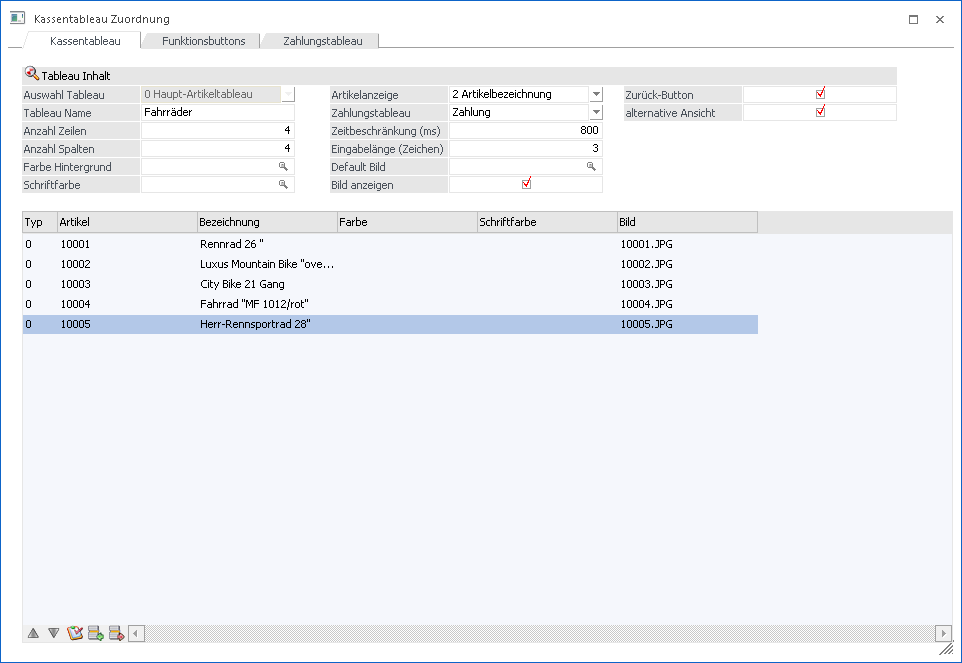 Kassentableau Zuordnung
Kassentableau Funktionsbuttons Zahlungstableau
Tableau Inhalt
Auswahl Tableau 0 Haupt-Artikeltableau Artikelanzeige 2 Artikelbezeichnung Zurück-Button
Tableau Name Fahrräder Zahlungstableau Zahlung alternative Ansicht
Anzahl Zeilen 4 Zeitbeschränkung (ms) 800
Anzahl Spalten 4 Eingabelänge (Zeichen) 3
Farbe Hintergrund Default Bild
Schriftfarbe Bild anzeigen
Typ Artikel Bezeichnung Farbe Schriftfarbe Bild
0 10001 Rennrad 26 " 10001.JPG
0 10002 Luxus Mountain Bike "ove... 10002.JPG
0 10003 City Bike 21 Gang 10003.JPG
0 10004 Fahrrad "MF 1012/rot" 10004.JPG
0 10005 Herr-Rennsportrad 28" 10005.JPG